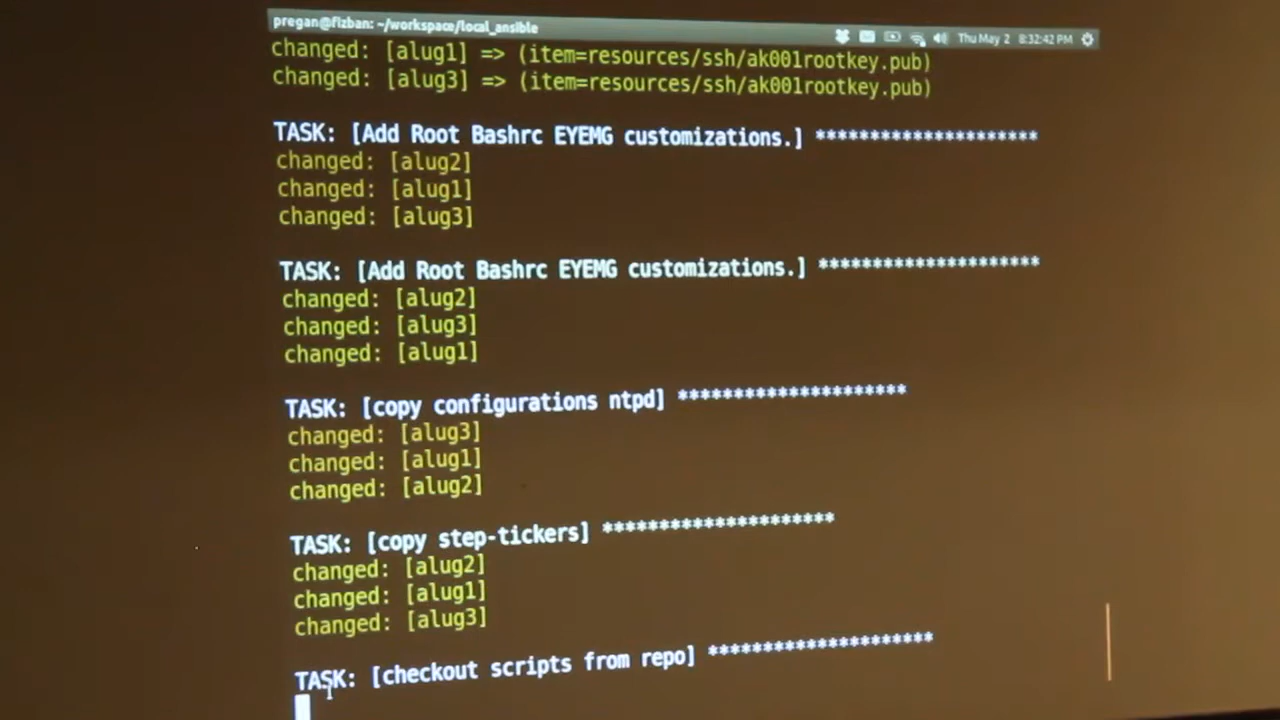 pregan@fizban: ~/workspace/local_ansible
Thu May 2 8:32:42 PM
changed: [alug1] => (item=resources/ssh/ak001rootkey.pub)
changed: [alug3] => (item=resources/ssh/ak001rootkey.pub)
TASK: [Add Root Bashrc EYEMG customizations.] *********************
changed: [alug2]
changed: [alug1]
changed: [alug3]
TASK: [Add Root Bashrc EYEMG customizations.] *********************
changed: [alug2]
changed: [alug3]
changed: [alug1]
TASK: [copy configurations ntpd] *********************
changed: [alug3]
changed: [alug1]
changed: [alug2]
TASK: [copy step-tickers] *********************
changed: [alug2]
changed: [alug1]
changed: [alug3]
TASK: [checkout scripts from repo] *********************